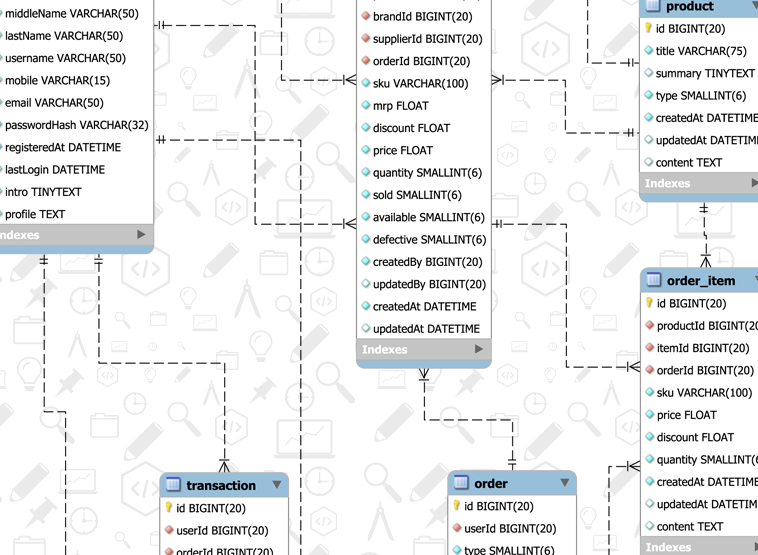 middleName VARCHAR(50)
lastName VARCHAR(50)
username VARCHAR(50)
mobile VARCHAR(15)
email VARCHAR(50)
passwordHash VARCHAR(32)
registeredAt DATETIME
lastLogin DATETIME
intro TINYTEXT
profile TEXT
ndexes
brandId BIGINT(20)
supplierId BIGINT(20)
orderId BIGINT(20)
sku VARCHAR(100)
mrp FLOAT
discount FLOAT
price FLOAT
quantity SMALLINT(6)
sold SMALLINT(6)
available SMALLINT(6)
defective SMALLINT(6)
createdBy BIGINT(20)
updatedBy BIGINT(20)
createdAt DATETIME
updatedAt DATETIME
Indexes
product
id BIGINT(20)
title VARCHAR(75)
summary TINYTEXT
type SMALLINT(6)
createdAt DATETIME
updatedAt DATETIM
content TEXT
Indexes
order_item
id BIGINT(20)
productId BIGINT(20
itemId BIGINT(20)
orderId BIGINT(20)
sku VARCHAR(100)
price FLOAT
discount FLOAT
quantity SMALLINT(6
createdAt DATETIME
updatedAt DATETIM
content TEXT
Indexes
transaction
id BIGINT(20)
userId BIGINT(20)
orderId BIGINT(20)
order
id BIGINT(20)
userId BIGINT(20)
type SMALLINT(6)